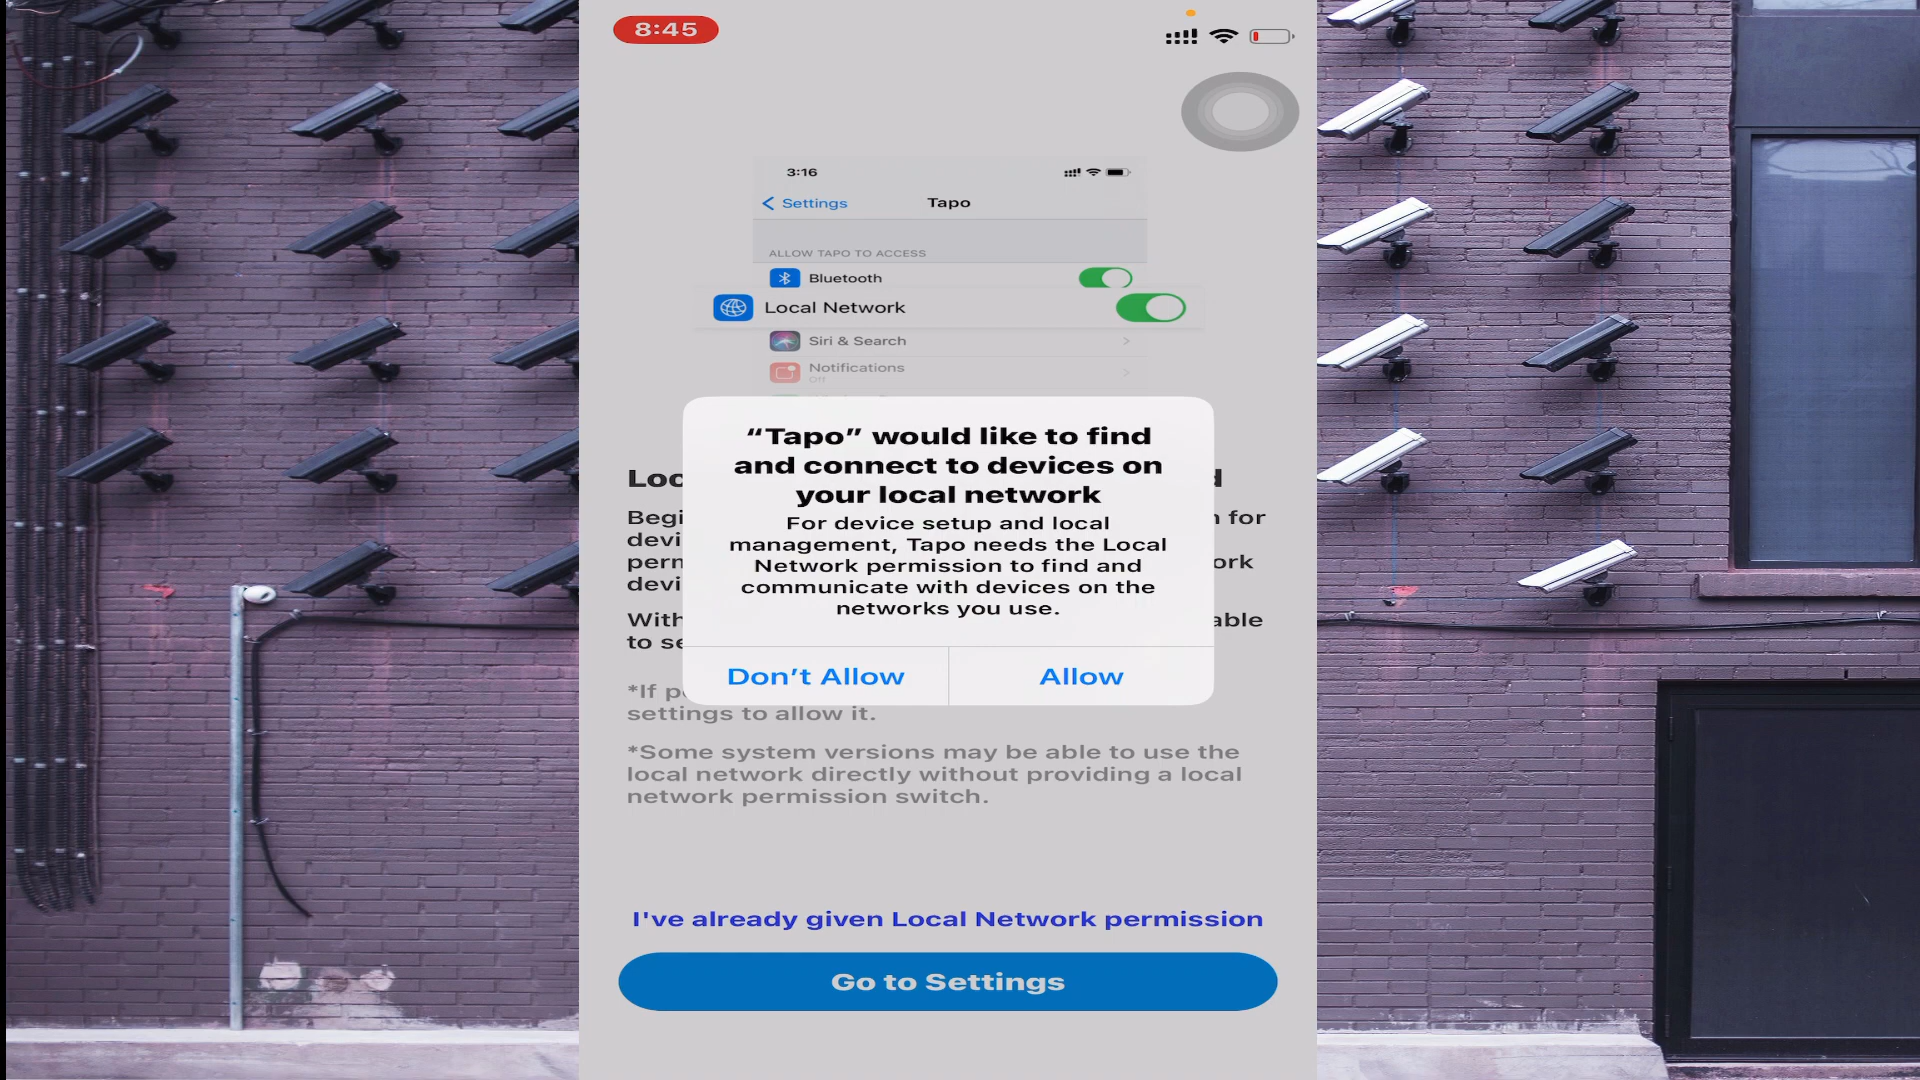 8:45
3:16
Settings
Tapo
ALLOW TAPO TO ACCESS
Bluetooth
Local Network
Siri & Search
Notifications
Off
“Tapo” would like to find
and connect to devices on
your local network
For device setup and local
management, Tapo needs the Local
Network permission to find and
communicate with devices on the
networks you use.
Don’t Allow
Allow
for
to
*If
settings to allow it.
*Some system versions may be able to use the
local network directly without providing a local
network permission switch.
I've already given Local Network permission
Go to Settings